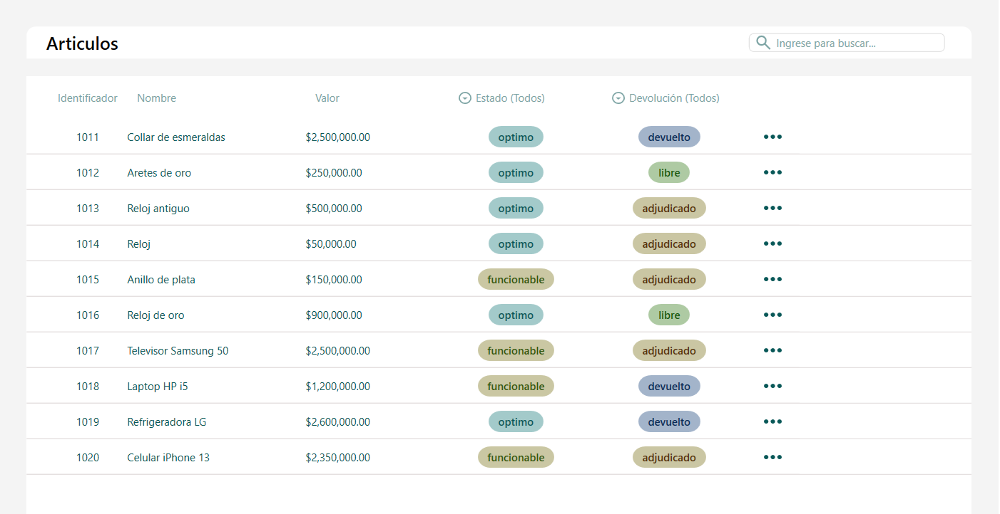 Articulos
Ingrese para buscar...
Identificador Nombre Valor Estado (Todos) Devolución (Todos)
1011 Collar de esmeraldas $2,500,000.00 optimo devuelto
1012 Aretes de oro $250,000.00 optimo libre
1013 Reloj antiguo $500,000.00 optimo adjudicado
1014 Reloj $50,000.00 optimo adjudicado
1015 Anillo de plata $150,000.00 funcionable adjudicado
1016 Reloj de oro $900,000.00 optimo libre
1017 Televisor Samsung 50 $2,500,000.00 funcionable adjudicado
1018 Laptop HP i5 $1,200,000.00 funcionable devuelto
1019 Refrigeradora LG $2,600,000.00 optimo devuelto
1020 Celular iPhone 13 $2,350,000.00 funcionable adjudicado